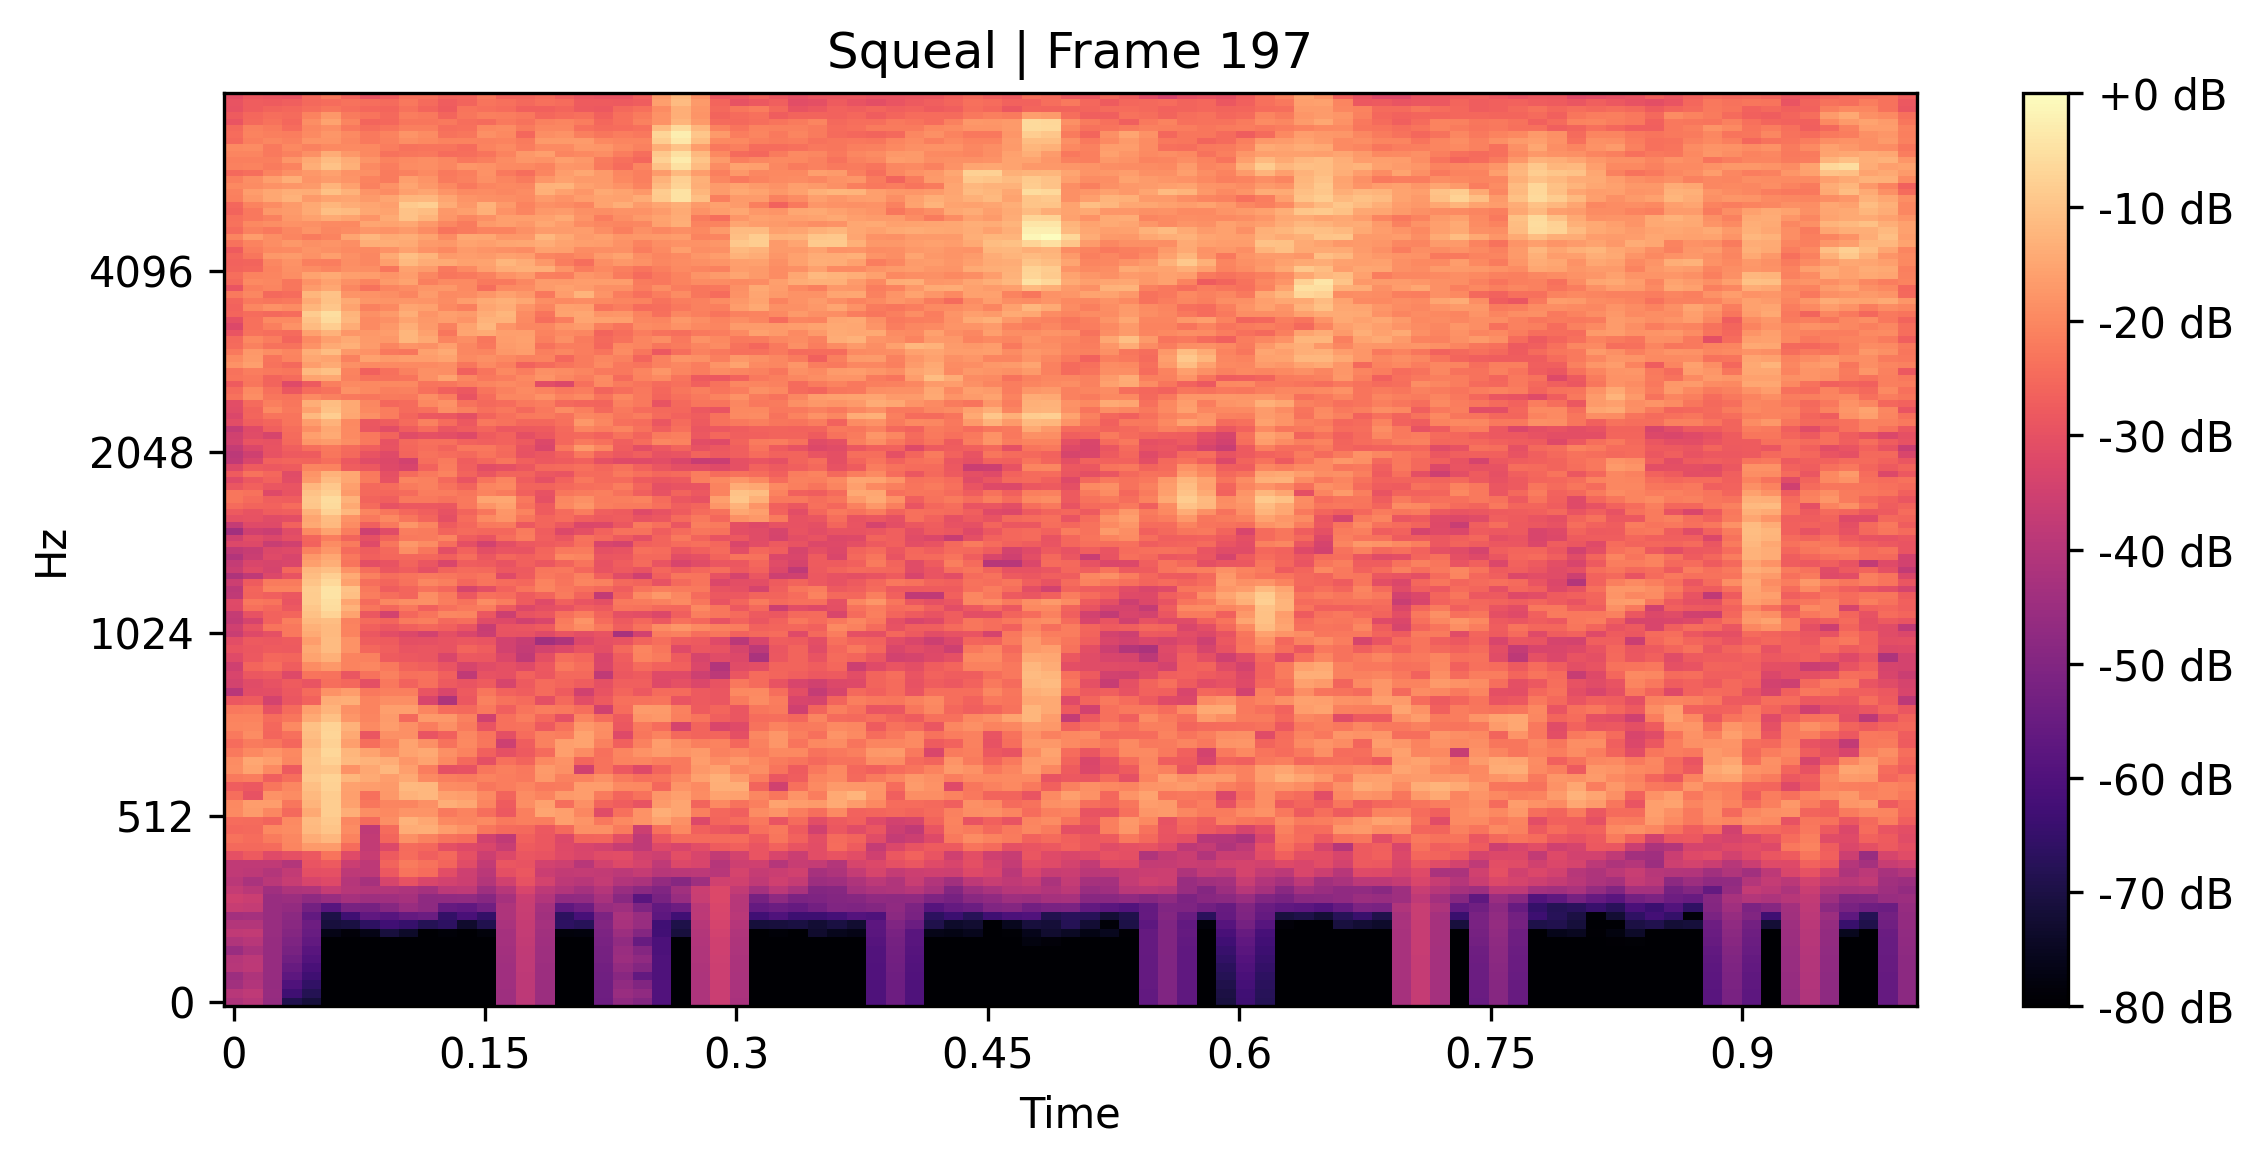 Squeal | Frame 197
Hz
4096
2048
1024
512
0
0 0.15 0.3 0.45 0.6 0.75 0.9
Time
+0 dB
-10 dB
-20 dB
-30 dB
-40 dB
-50 dB
-60 dB
-70 dB
-80 dB